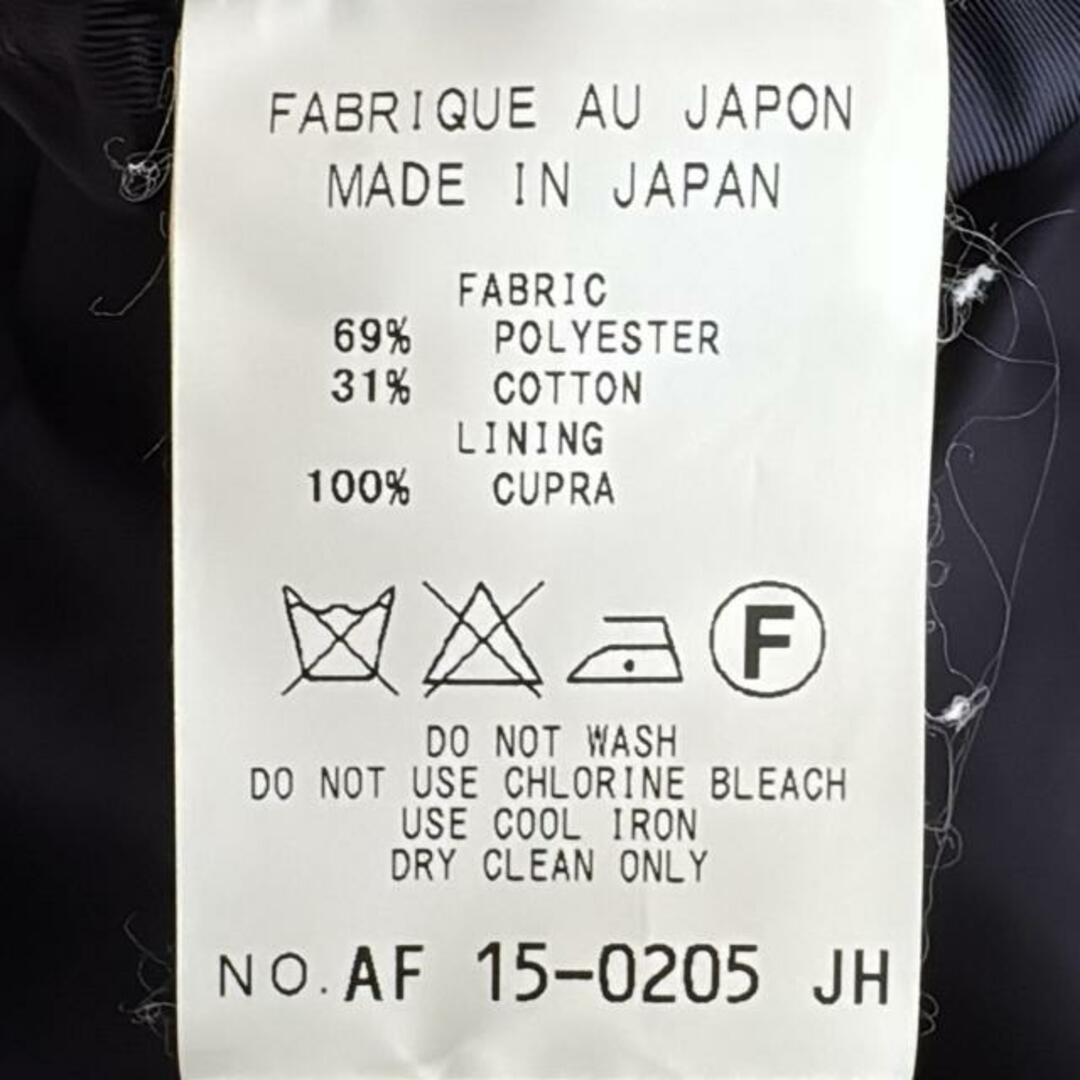 FABRIQUE AU JAPON
MADE IN JAPAN
FABRIC
69% POLYESTER
31% COTTON
LINING
100% CUPRA
F
DO NOT WASH
DO NOT USE CHLORINE BLEACH
USE COOL IRON
DRY CLEAN ONLY
NO. AF 15-0205 JH